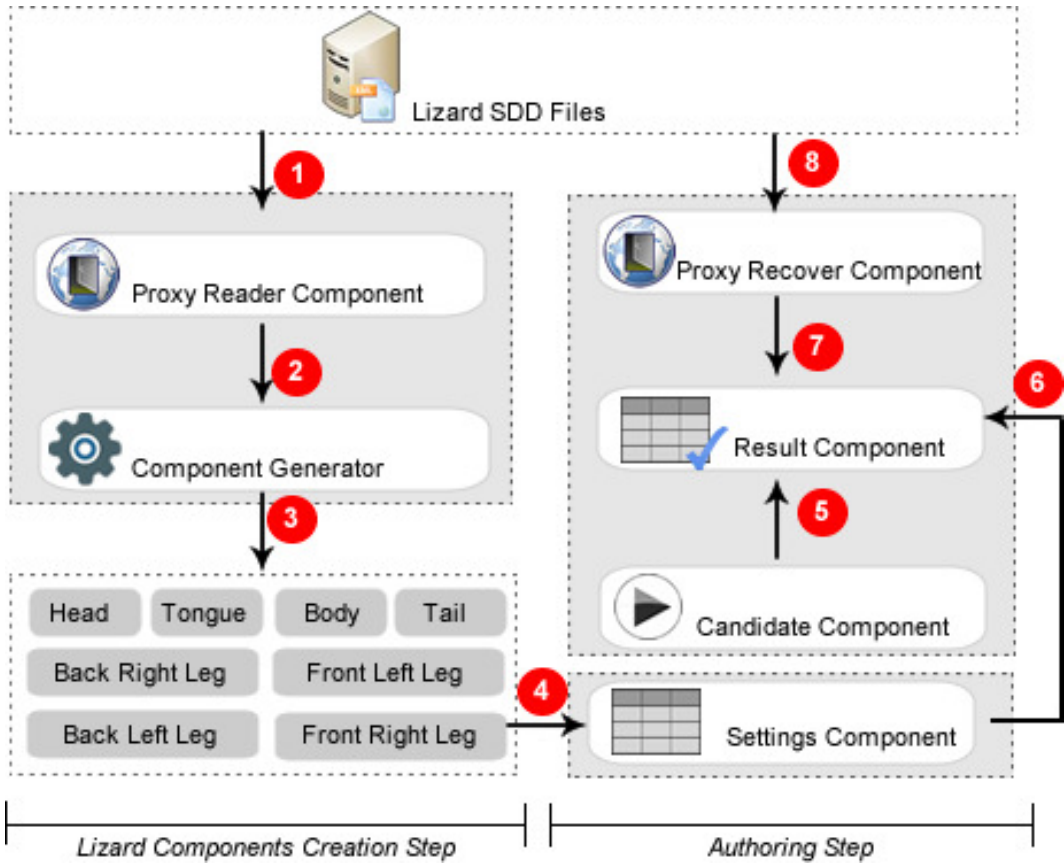 Lizard SDD Files
1
8
Proxy Reader Component
Proxy Recover Component
2
7
6
Component Generator
Result Component
3
5
Head
Tongue
Body
Tail
Candidate Component
Back Right Leg
Front Left Leg
4
Back Left Leg
Front Right Leg
Settings Component
Lizard Components Creation Step
Authoring Step